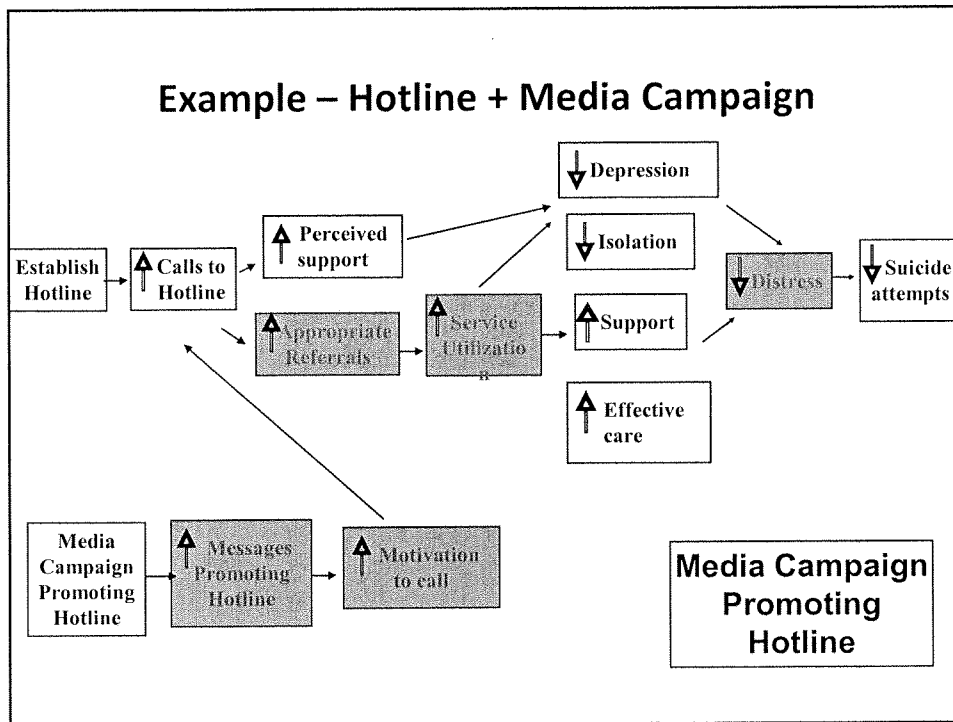 Example – Hotline + Media Campaign
Depression
Perceived
support
Isolation
Establish
Hotline
Calls to
Hotline
Distress
Suicide
attempts
Appropriate
Referrals
Service
Utilizatio
n
Support
Effective
care
Media
Campaign
Promoting
Hotline
Messages
Promoting
Hotline
Motivation
to call
Media Campaign
Promoting
Hotline